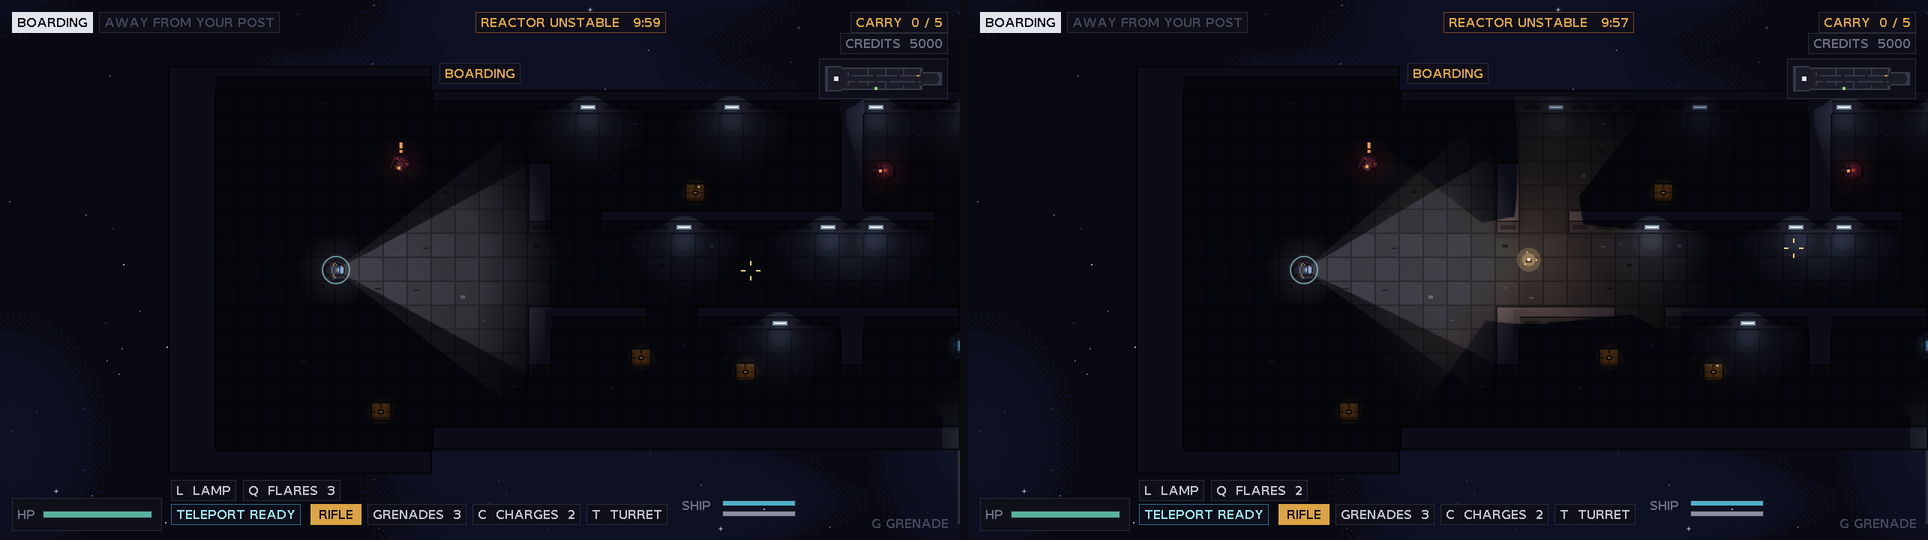 BOARDING AWAY FROM YOUR POST REACTOR UNSTABLE 9:59 CARRY 0 / 5
CREDITS 5000
BOARDING
!
L LAMP Q FLARES 3
HP TELEPORT READY RIFLE GRENADES 3 C CHARGES 2 T TURRET SHIP
G GRENADE
BOARDING AWAY FROM YOUR POST REACTOR UNSTABLE 9:57 CARRY 0 / 5
CREDITS 5000
BOARDING
!
L LAMP Q FLARES 2
HP TELEPORT READY RIFLE GRENADES 3 C CHARGES 2 T TURRET SHIP
G GRENADE